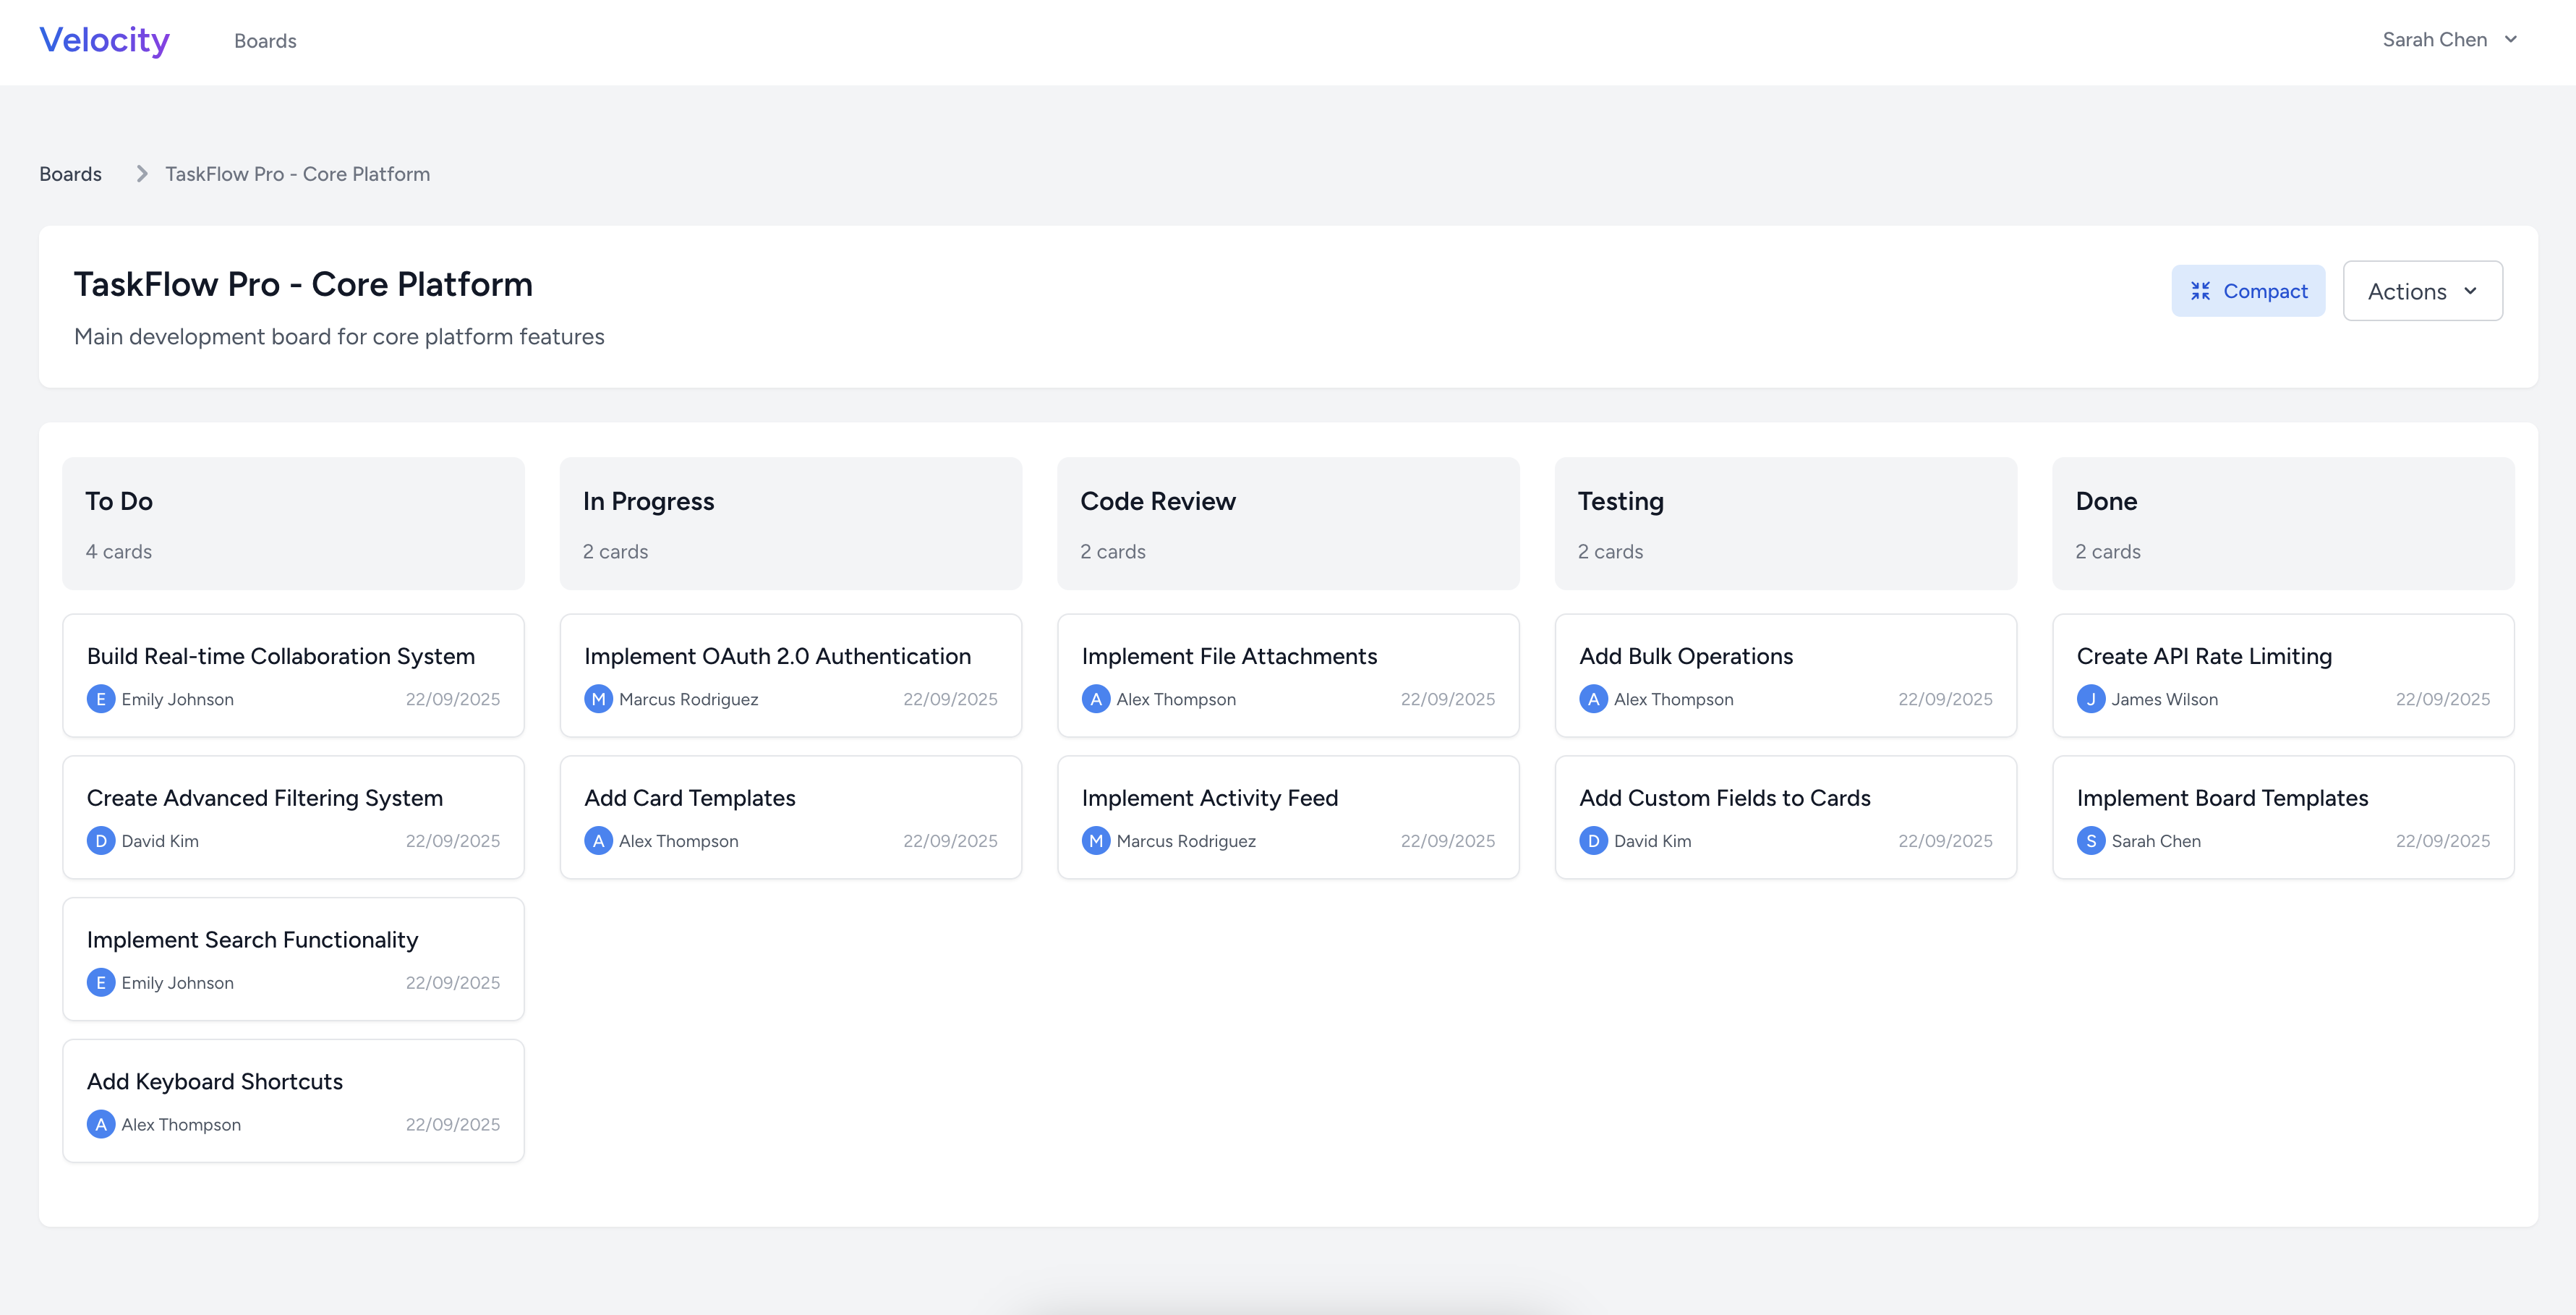 Velocity
Boards
Sarah Chen
Boards
TaskFlow Pro - Core Platform
TaskFlow Pro - Core Platform
Main development board for core platform features
Compact
Actions
To Do
4 cards
Build Real-time Collaboration System
E Emily Johnson 22/09/2025
Create Advanced Filtering System
D David Kim 22/09/2025
Implement Search Functionality
E Emily Johnson 22/09/2025
Add Keyboard Shortcuts
A Alex Thompson 22/09/2025
In Progress
2 cards
Implement OAuth 2.0 Authentication
M Marcus Rodriguez 22/09/2025
Add Card Templates
A Alex Thompson 22/09/2025
Code Review
2 cards
Implement File Attachments
A Alex Thompson 22/09/2025
Implement Activity Feed
M Marcus Rodriguez 22/09/2025
Testing
2 cards
Add Bulk Operations
A Alex Thompson 22/09/2025
Add Custom Fields to Cards
D David Kim 22/09/2025
Done
2 cards
Create API Rate Limiting
J James Wilson 22/09/2025
Implement Board Templates
S Sarah Chen 22/09/2025